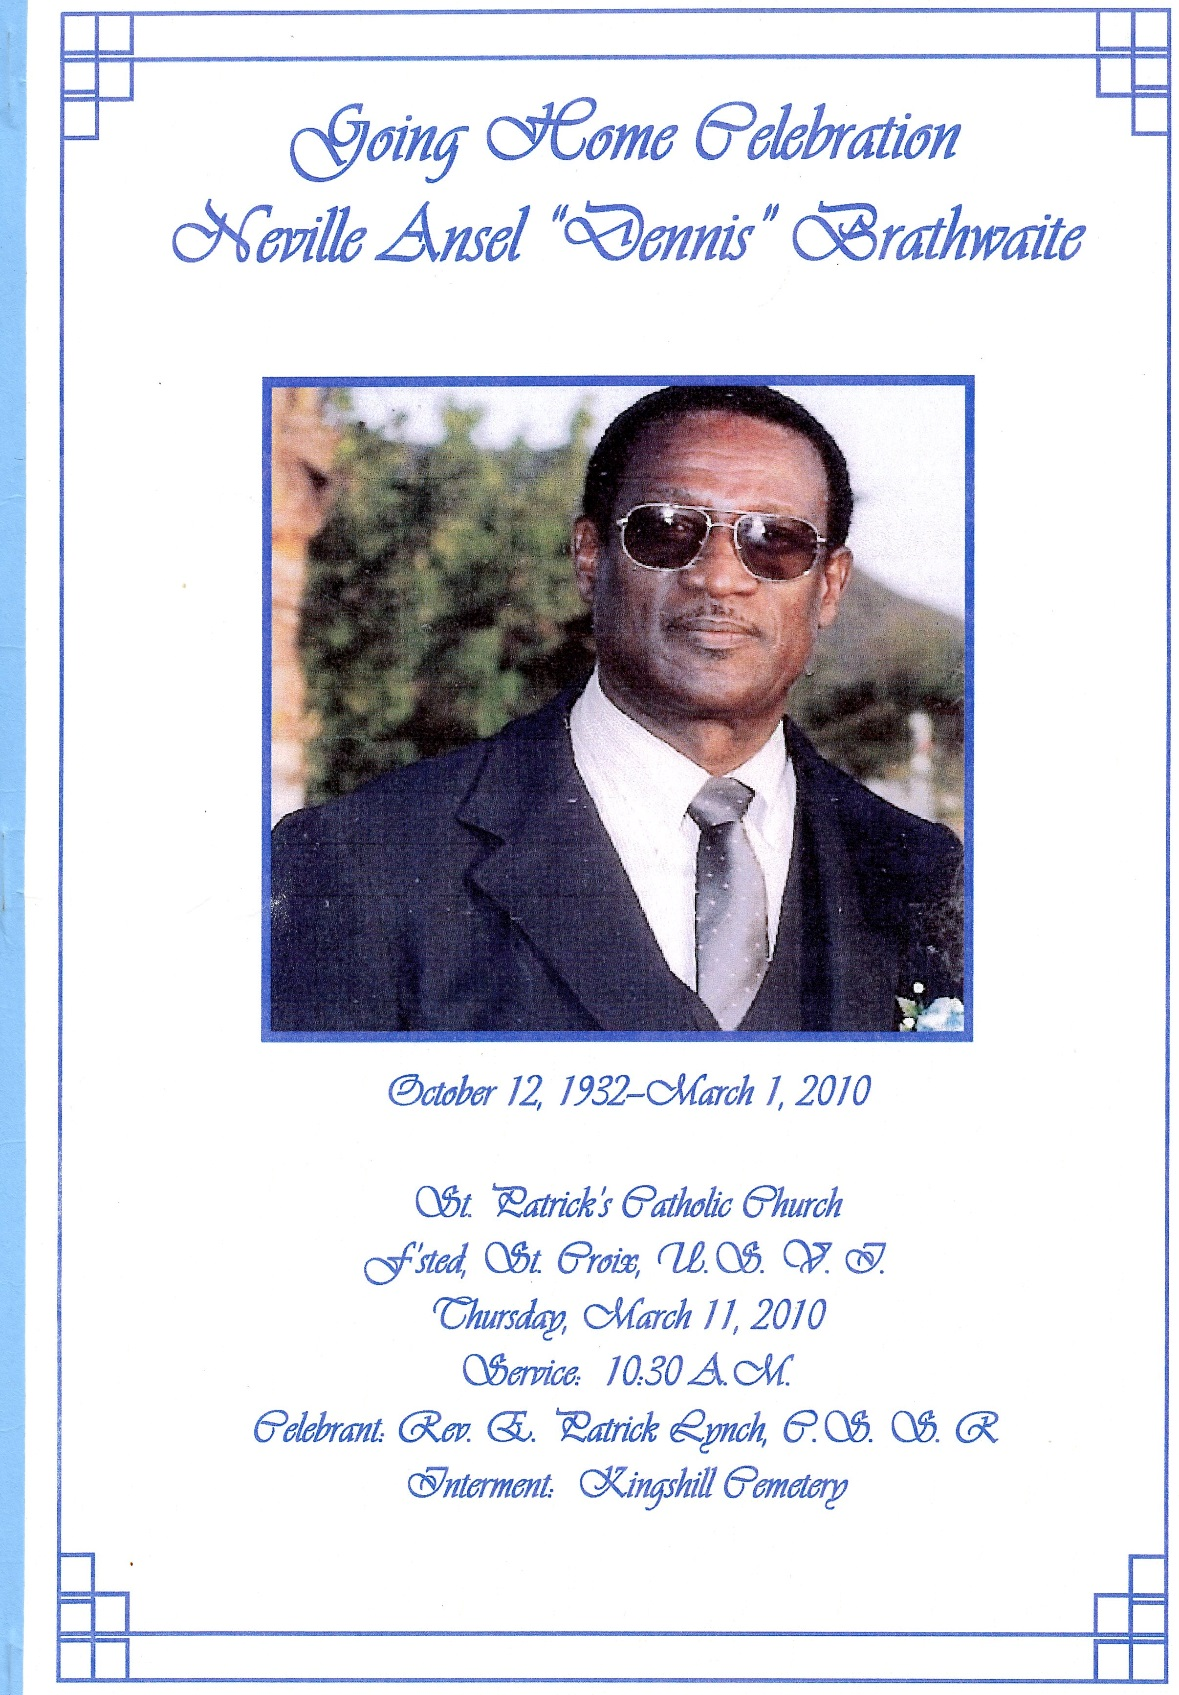 Going Home Celebration
Neville Ansel "Dennis" Brathwaite
October 12, 1932–March 1, 2010
St. Patrick's Catholic Church
F'sted, St. Croix, U.S. V. I.
Thursday, March 11, 2010
Service: 10:30 A.M.
Celebrant: Rev. E. Patrick Lynch, C.S. S. R
Interment: Kingshill Cemetery